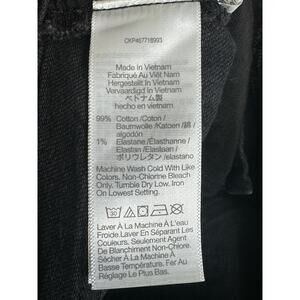 CKP467718993
Made In Vietnam
Fabriqué Au Viêt Nam
Hergestellt In Vietnam
Vervaardigd In Vietnam
ベトナム製
hecho en vietnam
99% Cotton /Coton /
Baumwolle /Katoen /綿 /
algodón
1% Elastane /Élasthanne /
Elastan /Elastaan /
ポリウレタン /elastano
Machine Wash Cold With Like
Colors. Non-Chlorine Bleach
Only. Tumble Dry Low. Iron
On Lowest Setting.
Laver À La Machine À L'eau
Froide.Laver En Séparant Les
Couleurs. Seulement Agent
De Blanchiment Non-Chloré.
Sécher À La Machine À
Basse Température. Fer Au
Réglage Le Plus Bas.